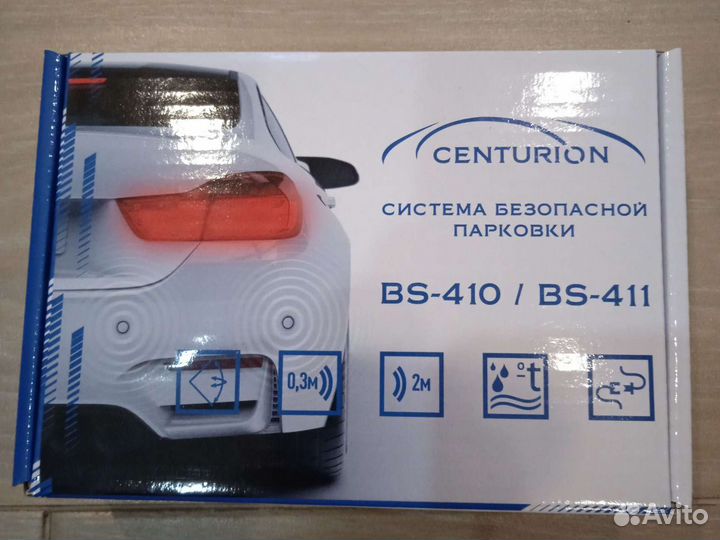 CENTURION
СИСТЕМА БЕЗОПАСНОЙ
ПАРКОВКИ
BS-410 / BS-411
0,3м
2м
°t
Avito